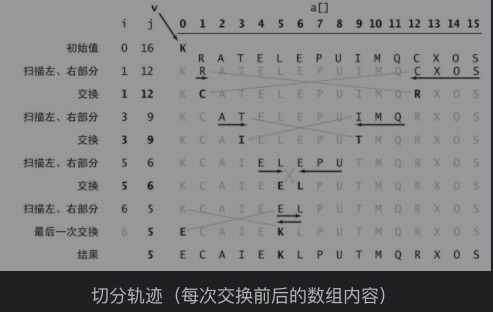 v a[]
i j 0 1 2 3 4 5 6 7 8 9 10 11 12 13 14 15
初始值 0 16 K R A T E L E P U I M Q C X O S
扫描左、右部分 1 12 K R A T E L E P U I M Q C X O S
交换 1 12 K C A T E L E P U I M Q R X O S
扫描左、右部分 3 9 K C A T E L E P U I M Q R X O S
交换 3 9 K C A I E L E P U T M Q R X O S
扫描左、右部分 5 6 K C A I E L E P U T M Q R X O S
交换 5 6 K C A I E E L P U T M Q R X O S
扫描左、右部分 6 5 K C A I E E L P U T M Q R X O S
最后一次交换 6 5 E C A I E K L P U T M Q R X O S
结果 5 E C A I E K L P U T M Q R X O S
切分轨迹（每次交换前后的数组内容）